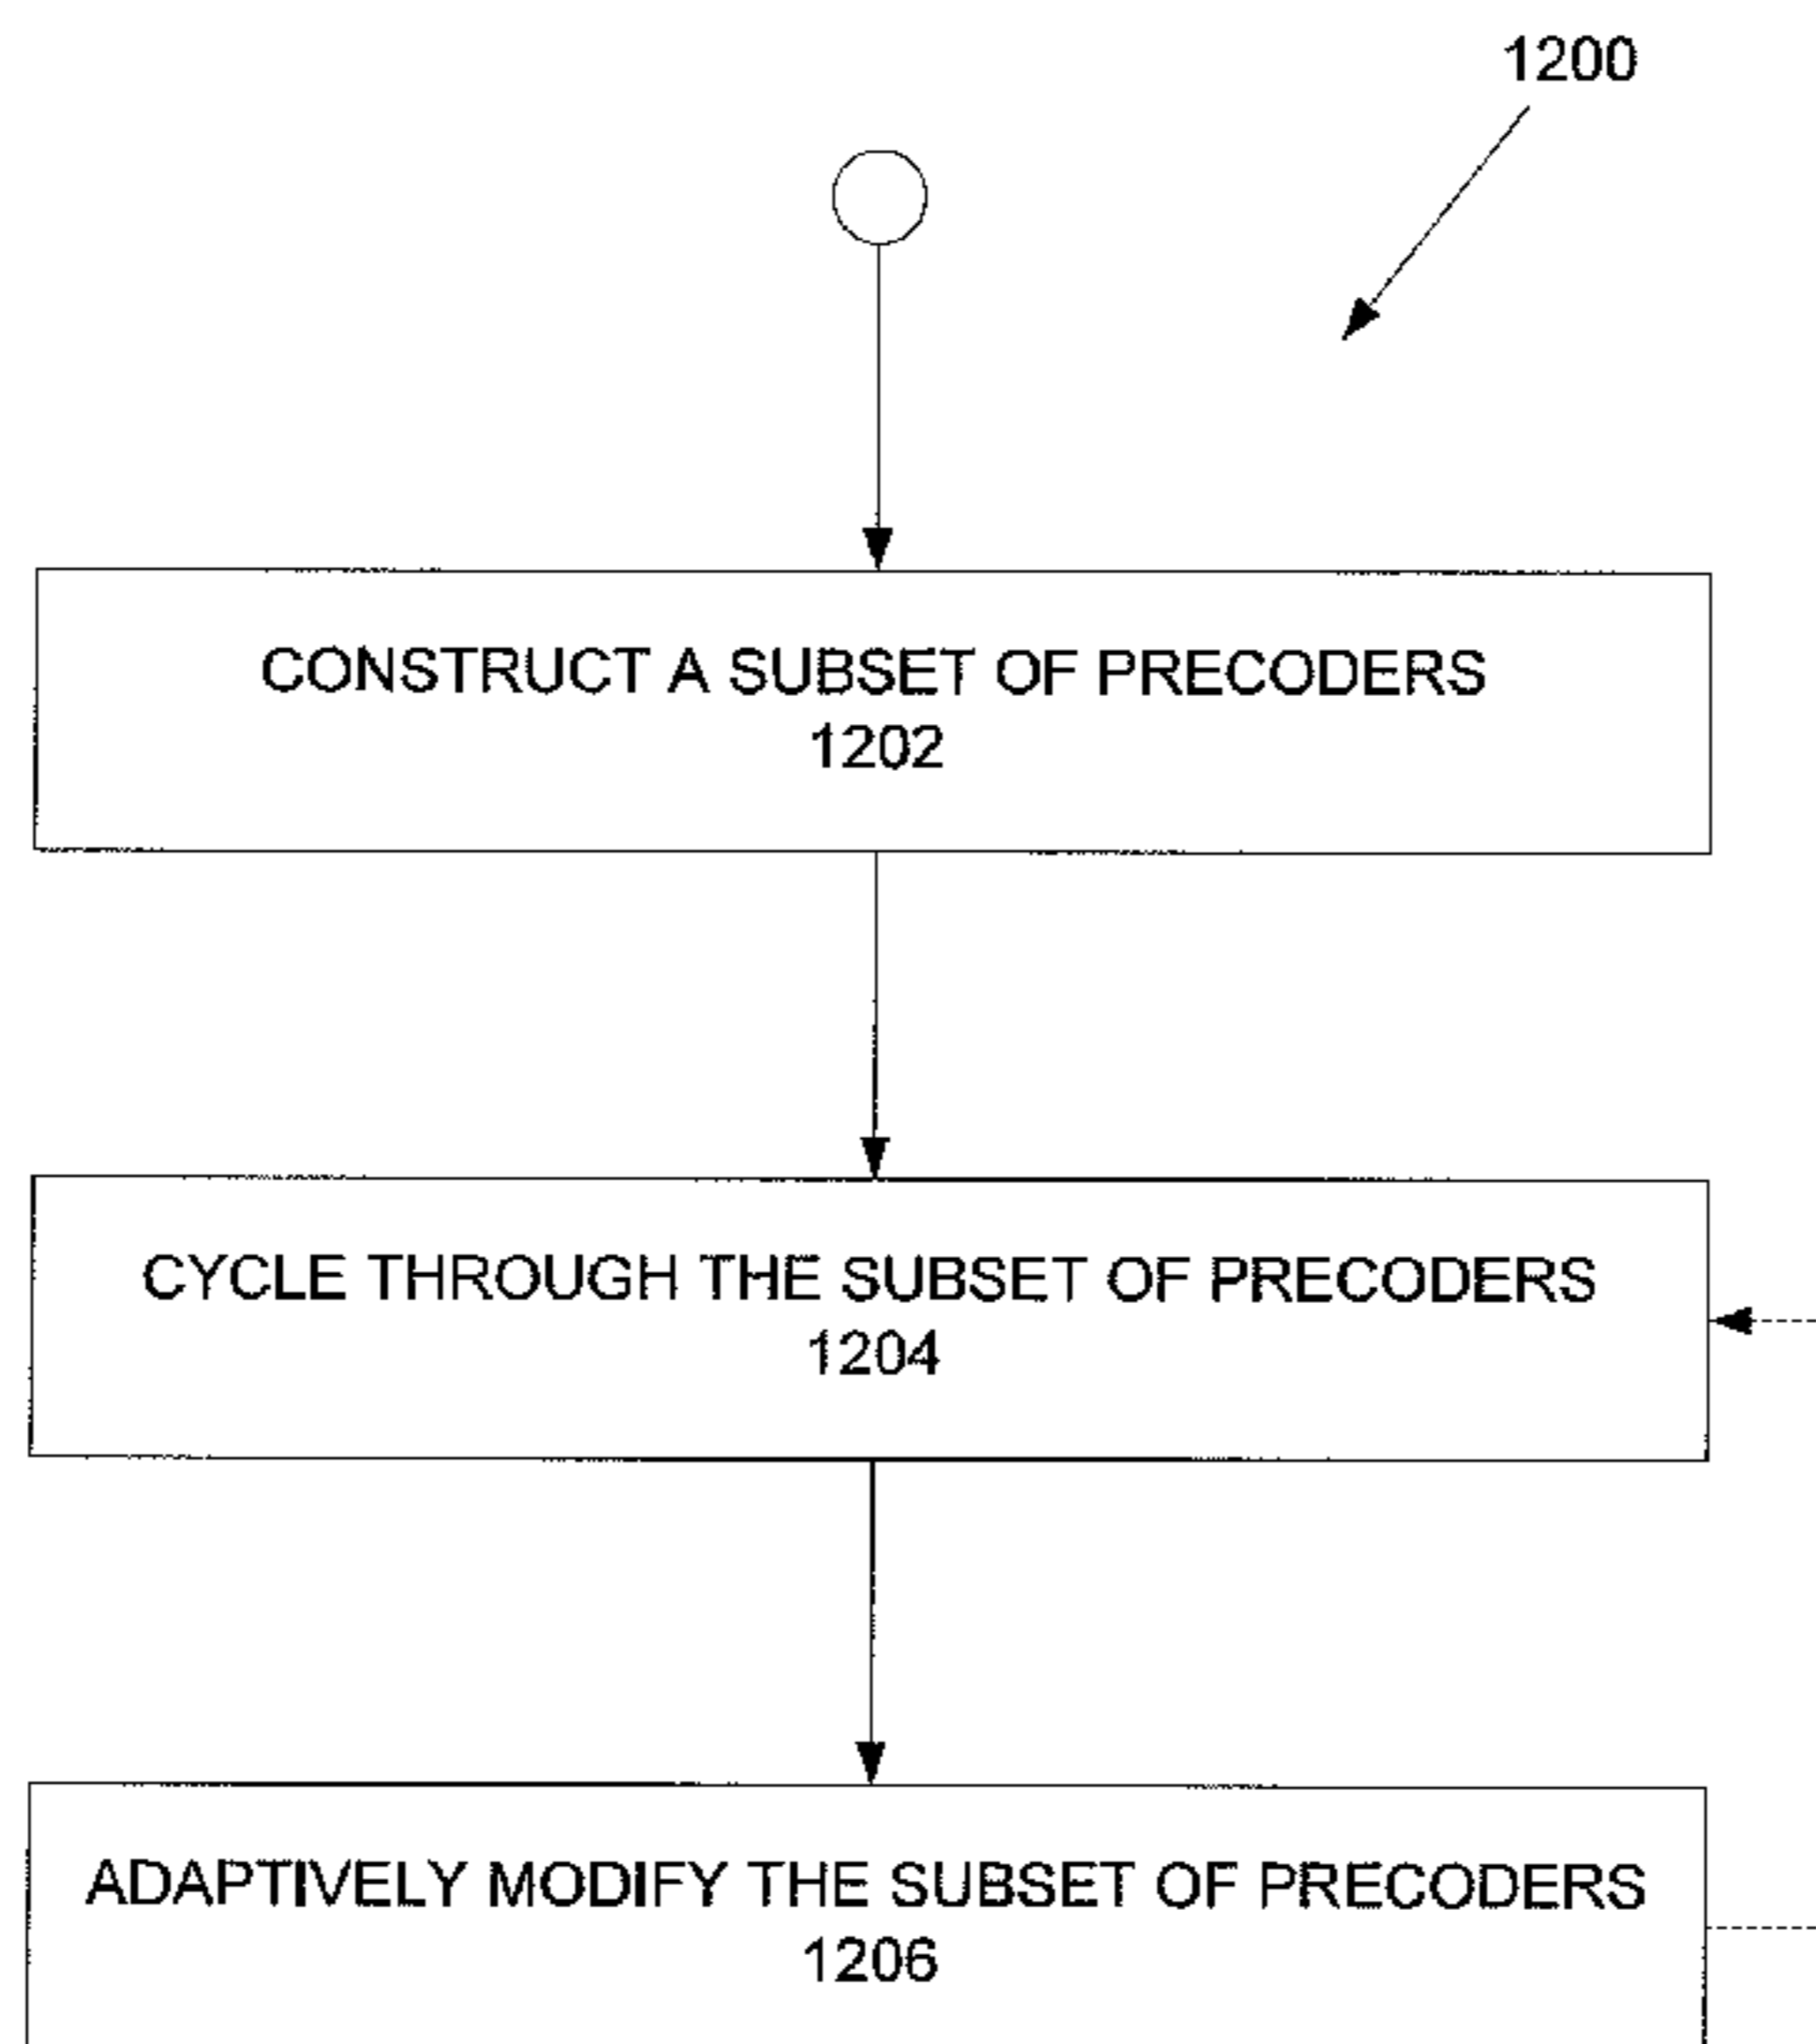 1200
CONSTRUCT A SUBSET OF PRECODERS
1202
CYCLE THROUGH THE SUBSET OF PRECODERS
1204
ADAPTIVELY MODIFY THE SUBSET OF PRECODERS
1206